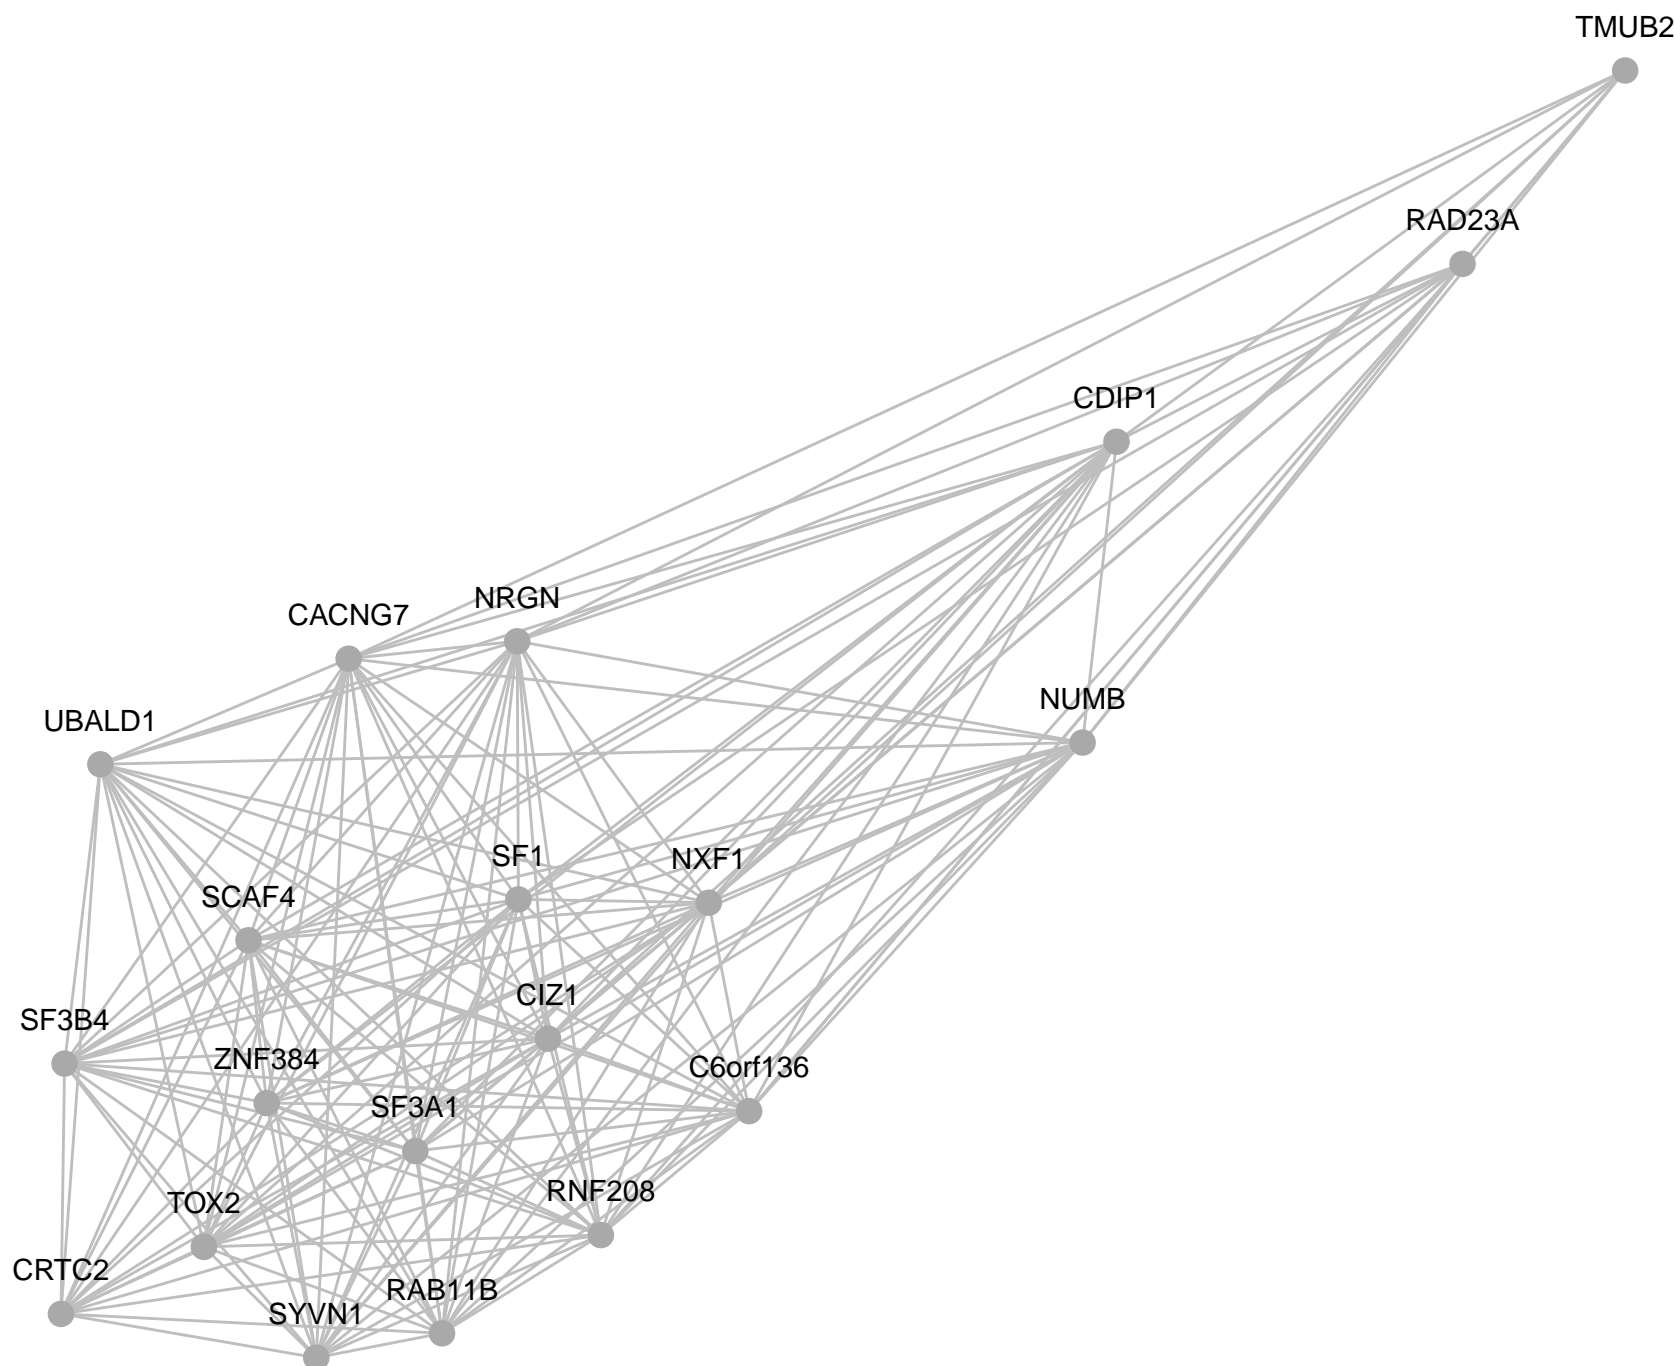 TMUB2
RAD23A
CDIP1
NRGN
CACNG7
NUMB
UBALD1
SF1
NXF1
SCAF4
CIZ1
SF3B4
ZNF384
C6orf136
SF3A1
RNF208
TOX2
CRTC2
RAB11B
SYVN1